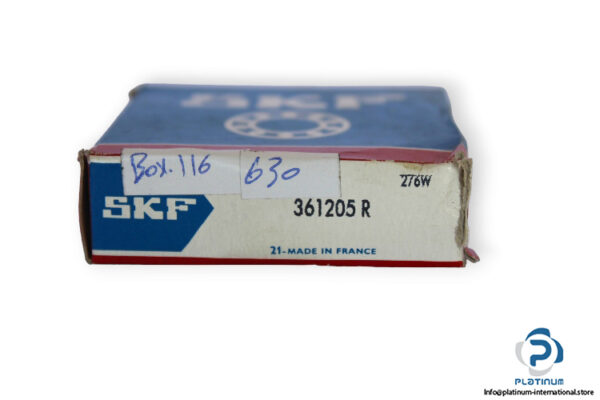 SKF
Box.116 630
276W
SKF
361205 R
21-MADE IN FRANCE
PLATINUM
Info@platinum-international.store